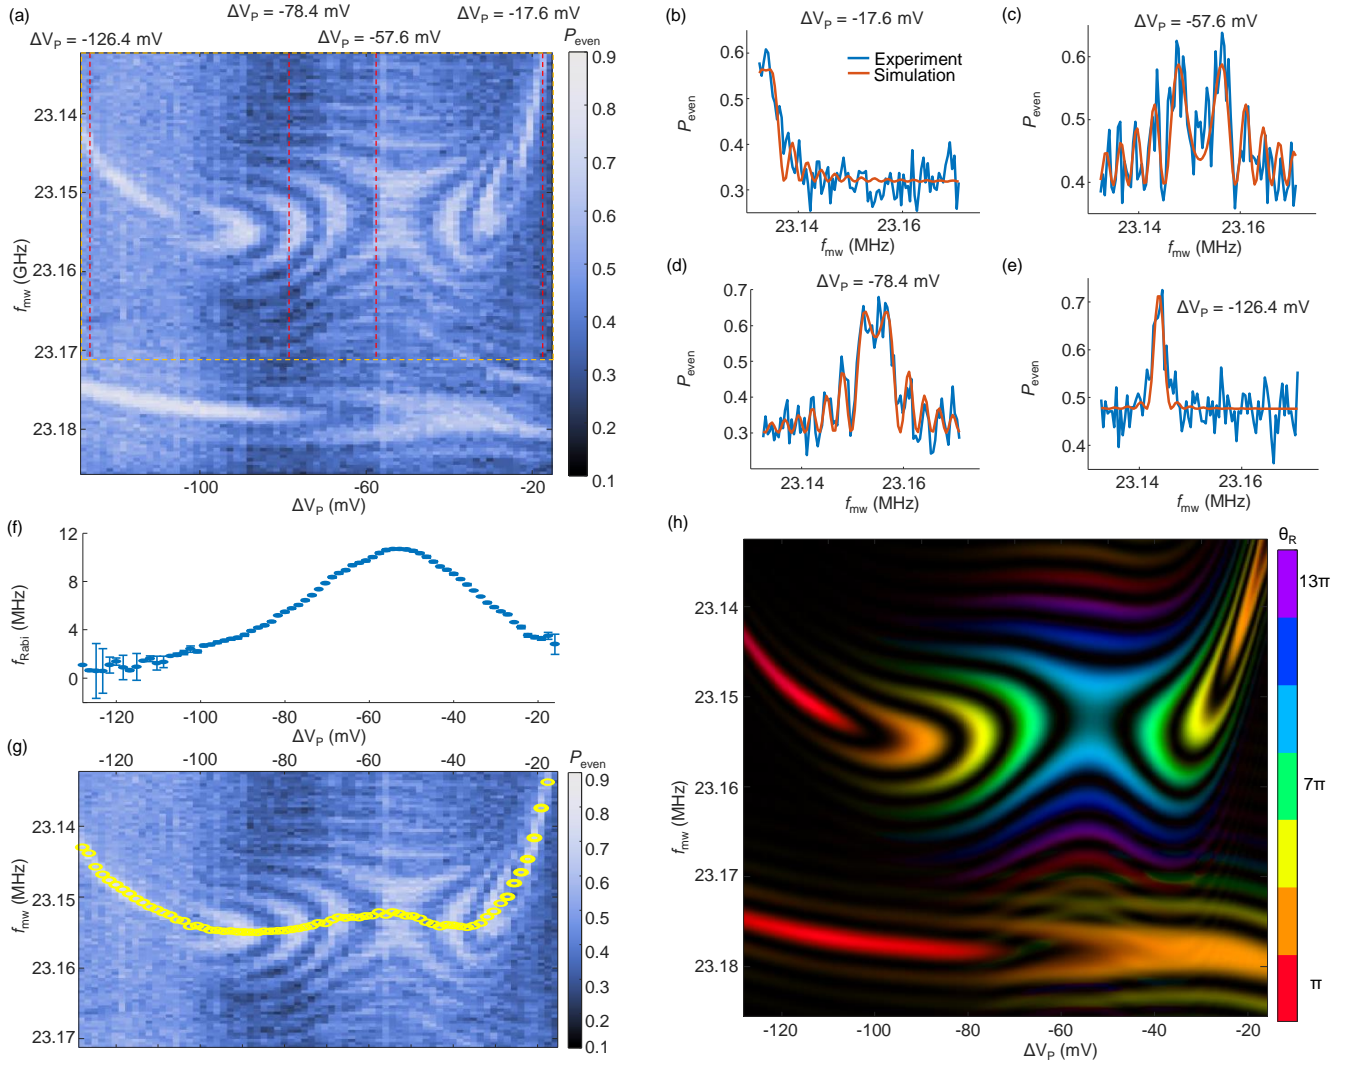 (a)
ΔV_P = -78.4 mV
ΔV_P = -17.6 mV
ΔV_P = -126.4 mV
ΔV_P = -57.6 mV
P_even
0.9
0.8
0.7
0.6
0.5
0.4
0.3
0.2
0.1
23.14
23.15
23.16
23.17
23.18
f_mw (GHz)
-100
-60
-20
ΔV_P (mV)
(b)
ΔV_P = -17.6 mV
Experiment
Simulation
0.6
0.5
0.4
0.3
P_even
23.14
23.16
f_mw (MHz)
(c)
ΔV_P = -57.6 mV
0.6
0.5
0.4
P_even
23.14
23.16
f_mw (MHz)
(d)
ΔV_P = -78.4 mV
0.7
0.6
0.5
0.4
0.3
P_even
23.14
23.16
f_mw (MHz)
(e)
ΔV_P = -126.4 mV
0.7
0.6
0.5
0.4
P_even
23.14
23.16
f_mw (MHz)
(f)
12
8
4
0
f_Rabi (MHz)
-120
-100
-80
-60
-40
-20
ΔV_P (mV)
(g)
-120
-100
-80
-60
-40
-20
P_even
0.9
0.8
0.7
0.6
0.5
0.4
0.3
0.2
0.1
23.14
23.15
23.16
23.17
f_mw (MHz)
(h)
θ_R
13π
7π
π
23.14
23.15
23.16
23.17
23.18
f_mw (MHz)
-120
-100
-80
-60
-40
-20
ΔV_P (mV)